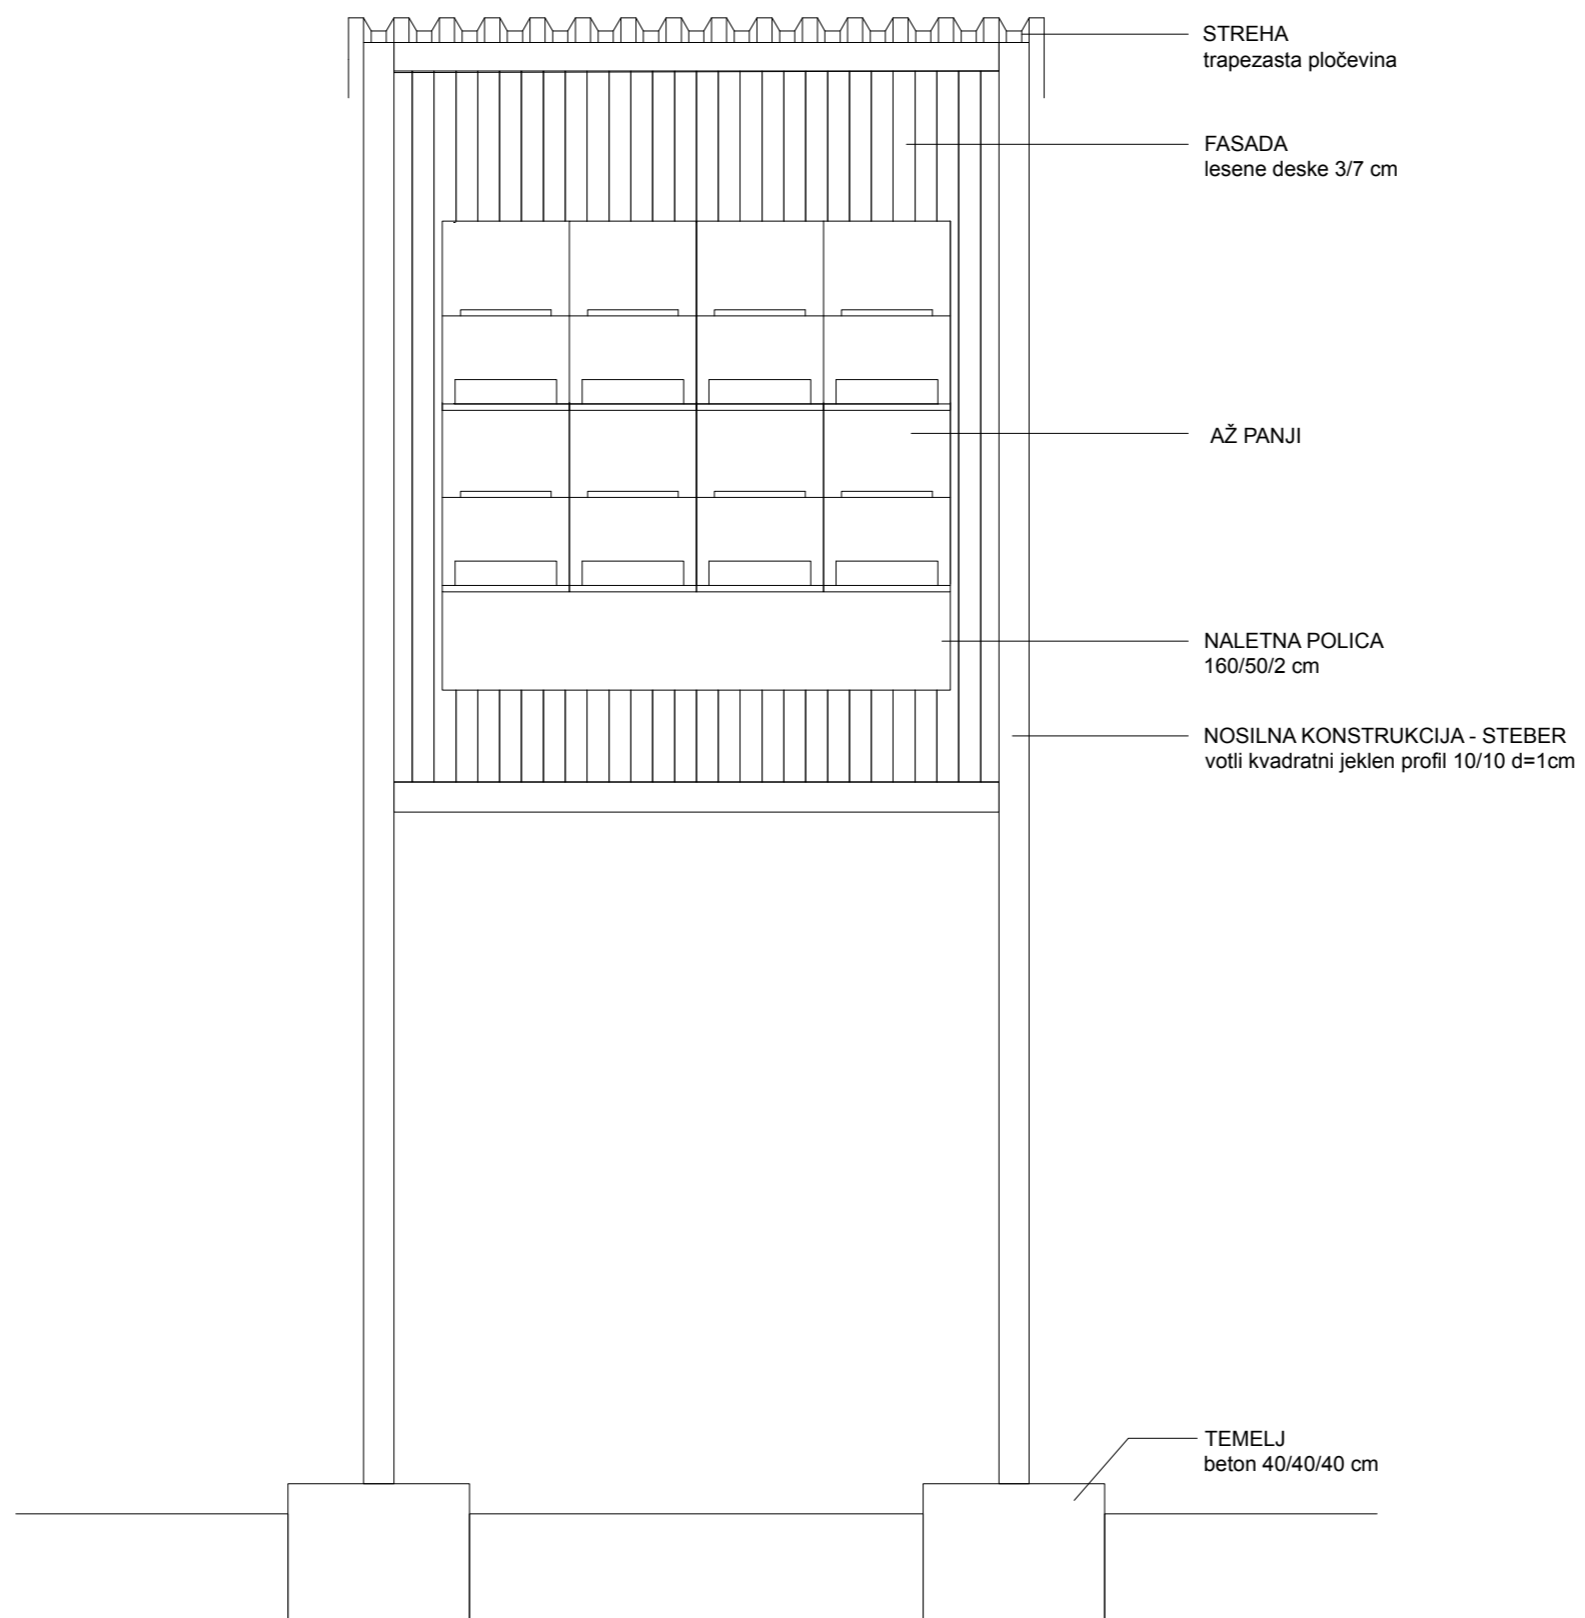 STREHA
trapezasta pločevina
FASADA
lesene deske 3/7 cm
AŽ PANJI
NALETNA POLICA
160/50/2 cm
NOSILNA KONSTRUKCIJA - STEBER
votli kvadratni jeklen profil 10/10 d=1cm
TEMELJ
beton 40/40/40 cm